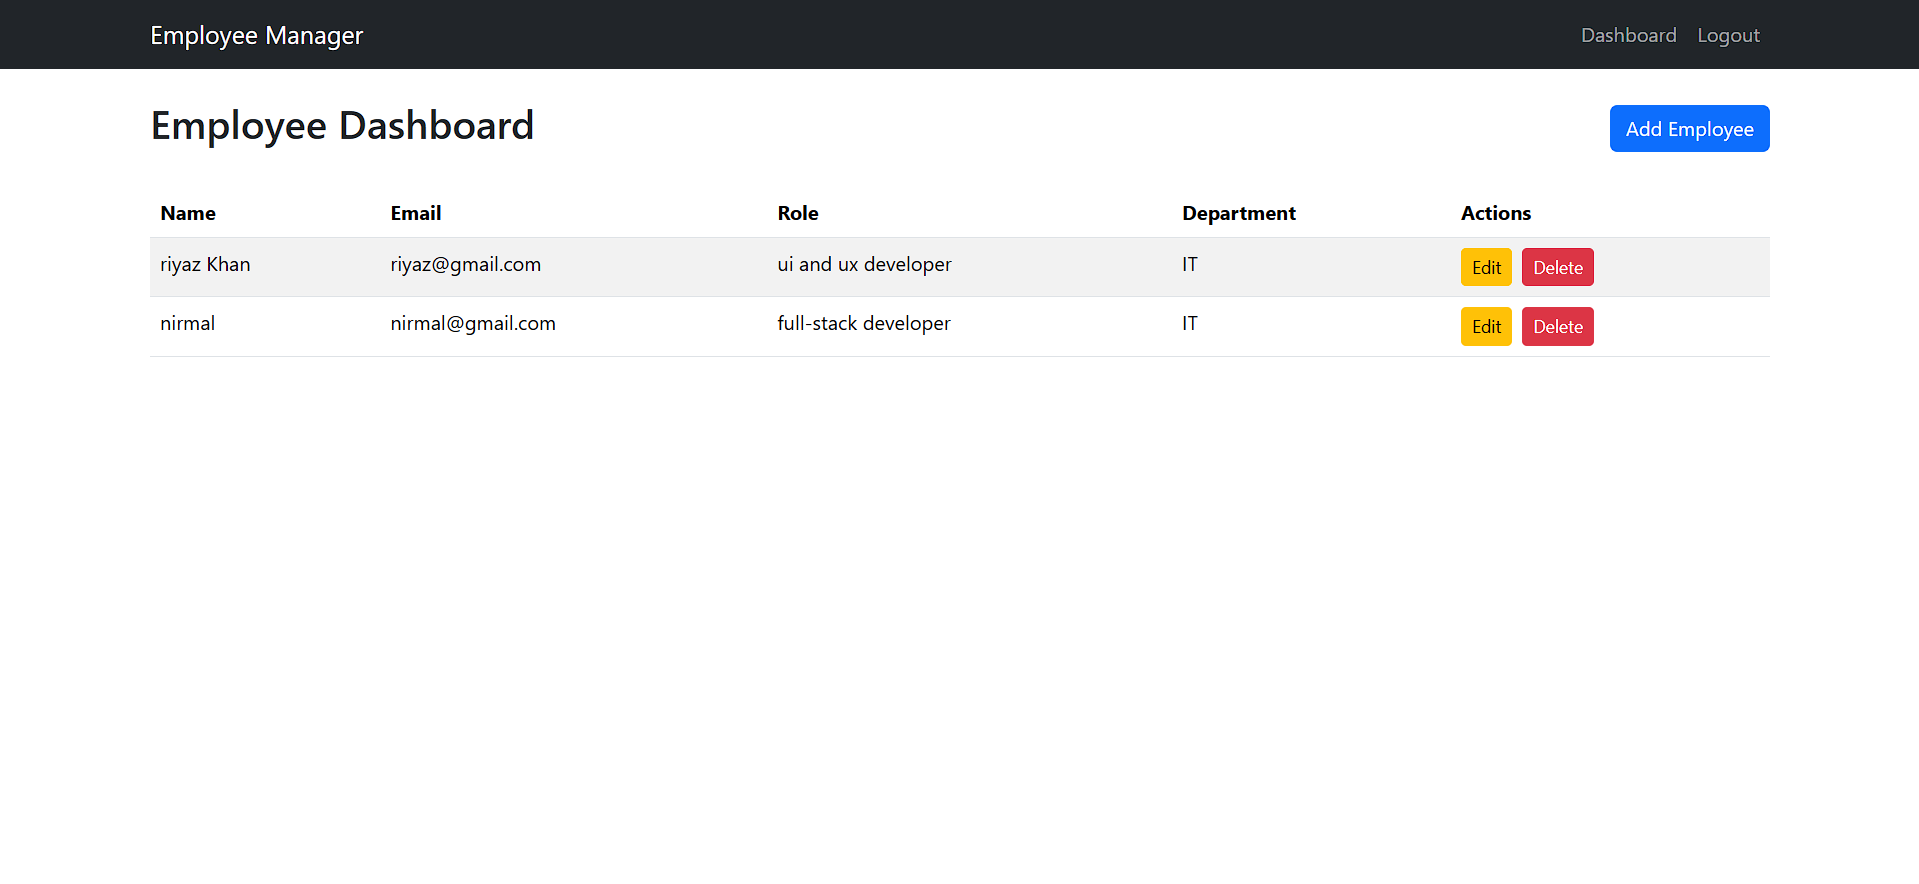 Employee Manager Dashboard Logout
Employee Dashboard Add Employee
Name Email Role Department Actions
riyaz Khan riyaz@gmail.com ui and ux developer IT Edit Delete
nirmal nirmal@gmail.com full-stack developer IT Edit Delete